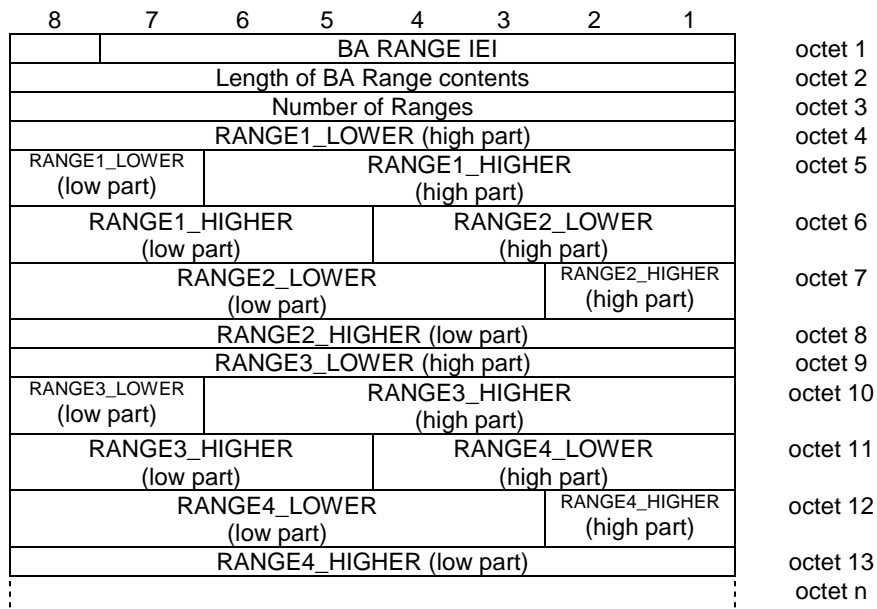 8 7 6 5 4 3 2 1
BA RANGE IEI octet 1
Length of BA Range contents octet 2
Number of Ranges octet 3
RANGE1_LOWER (high part) octet 4
RANGE1_LOWER RANGE1_HIGHER octet 5
(low part) (high part)
RANGE1_HIGHER RANGE2_LOWER octet 6
(low part) (high part)
RANGE2_LOWER RANGE2_HIGHER octet 7
(low part) (high part)
RANGE2_HIGHER (low part) octet 8
RANGE3_LOWER (high part) octet 9
RANGE3_LOWER RANGE3_HIGHER octet 10
(low part) (high part)
RANGE3_HIGHER RANGE4_LOWER octet 11
(low part) (high part)
RANGE4_LOWER RANGE4_HIGHER octet 12
(low part) (high part)
RANGE4_HIGHER (low part) octet 13
octet n